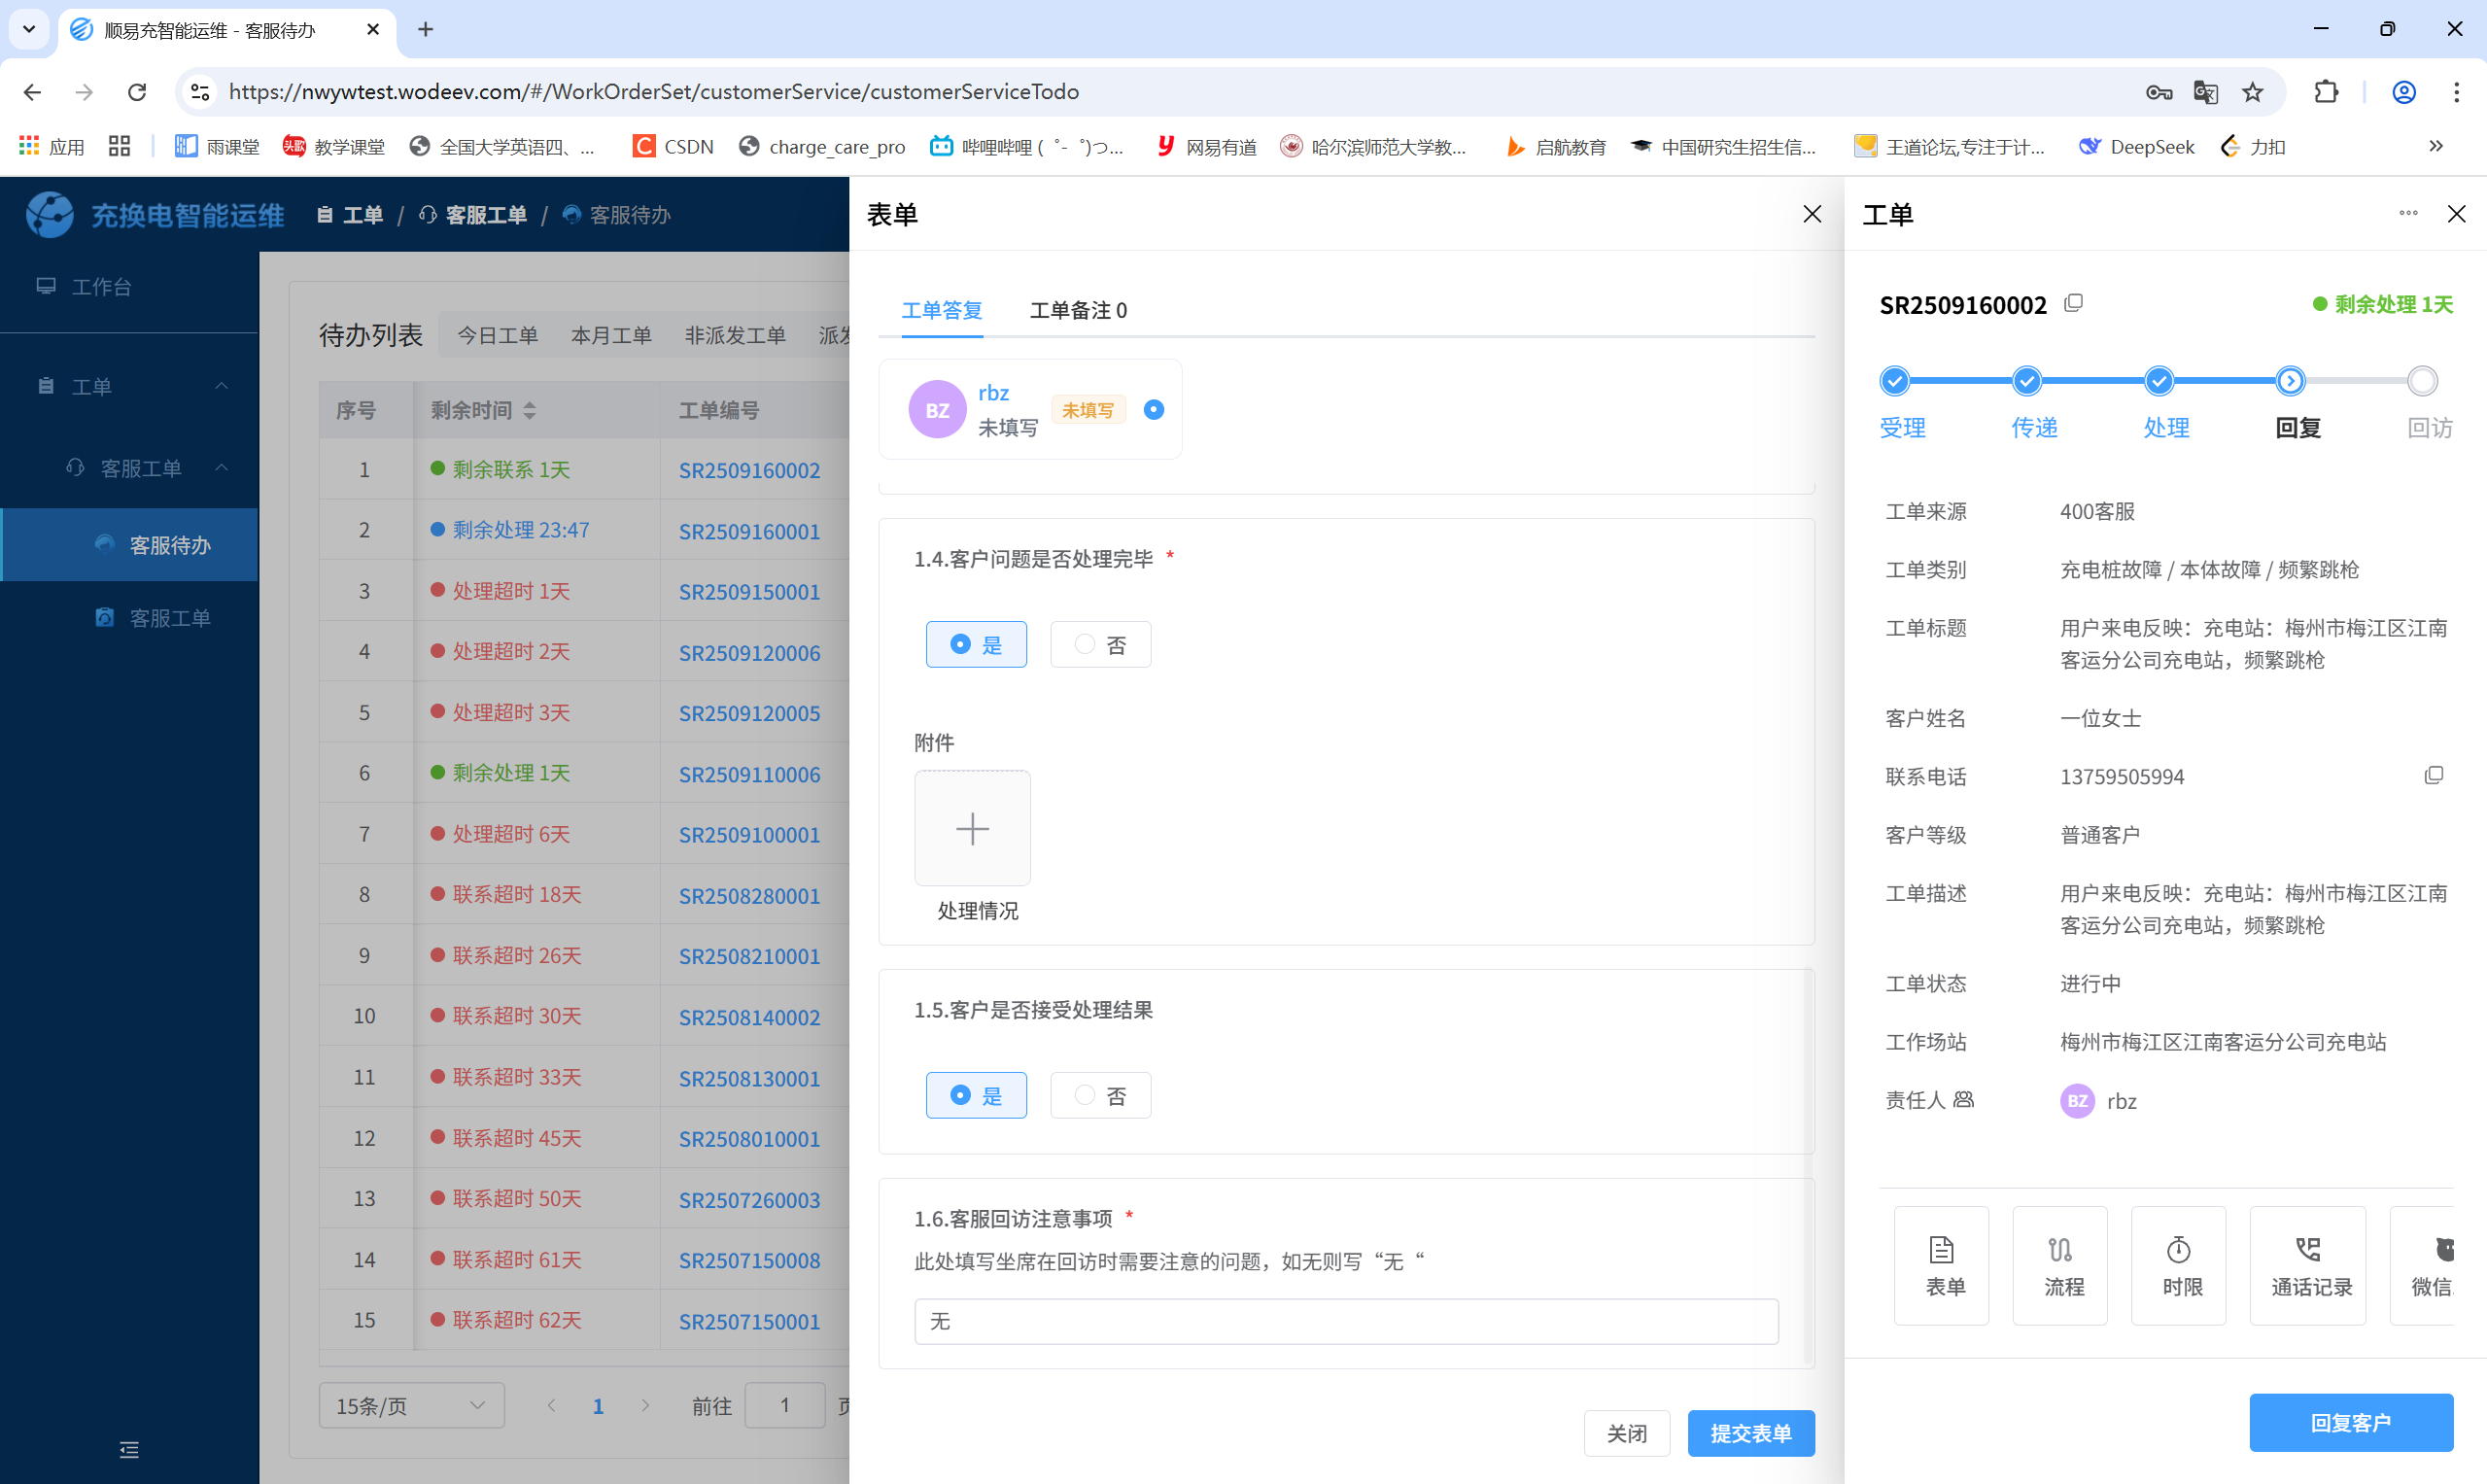 顺易充智能运维 - 客服待办
https://nwywtest.wodeev.com/#/WorkOrderSet/customerService/customerServiceTodo
应用 雨课堂 教学课堂 全国大学英语四、... CSDN charge_care_pro 哔哩哔哩 ( ゜- ゜)つ... 网易有道 哈尔滨师范大学教... 启航教育 中国研究生招生信... 王道论坛,专注于计... DeepSeek 力扣
充换电智能运维
工单 / 客服工单 / 客服待办
工作台
工单
客服工单
客服待办
客服工单
待办列表 今日工单 本月工单 非派发工单 派发
序号 剩余时间 工单编号
1 剩余联系 1天 SR2509160002
2 剩余处理 23:47 SR2509160001
3 处理超时 1天 SR2509150001
4 处理超时 2天 SR2509120006
5 处理超时 3天 SR2509120005
6 剩余处理 1天 SR2509110006
7 处理超时 6天 SR2509100001
8 联系超时 18天 SR2508280001
9 联系超时 26天 SR2508210001
10 联系超时 30天 SR2508140002
11 联系超时 33天 SR2508130001
12 联系超时 45天 SR2508010001
13 联系超时 50天 SR2507260003
14 联系超时 61天 SR2507150008
15 联系超时 62天 SR2507150001
15条/页 1 前往 1 页
表单
工单答复 工单备注 0
BZ rbz 未填写 未填写
1.4.客户问题是否处理完毕 *
是 否
附件
处理情况
1.5.客户是否接受处理结果
是 否
1.6.客服回访注意事项 *
此处填写坐席在回访时需要注意的问题，如无则写“无“
无
关闭 提交表单
工单
SR2509160002 剩余处理 1天
受理 传递 处理 回复 回访
工单来源 400客服
工单类别 充电桩故障 / 本体故障 / 频繁跳枪
工单标题 用户来电反映：充电站：梅州市梅江区江南
客运分公司充电站，频繁跳枪
客户姓名 一位女士
联系电话 13759505994
客户等级 普通客户
工单描述 用户来电反映：充电站：梅州市梅江区江南
客运分公司充电站，频繁跳枪
工单状态 进行中
工作场站 梅州市梅江区江南客运分公司充电站
责任人 BZ rbz
表单 流程 时限 通话记录 微信
回复客户